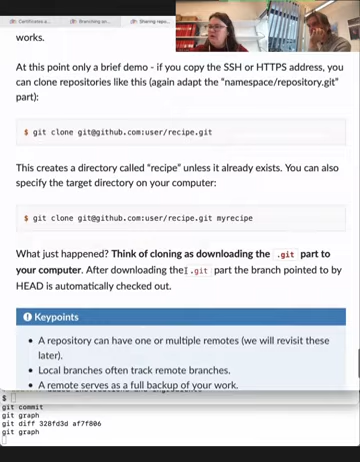 Certificates a...
Branching an...
Sharing repo...
works.
At this point only a brief demo - if you copy the SSH or HTTPS address, you
can clone repositories like this (again adapt the "namespace/repository.git"
part):
$ git clone git@github.com:user/recipe.git
This creates a directory called "recipe" unless it already exists. You can also
specify the target directory on your computer:
$ git clone git@github.com:user/recipe.git myrecipe
What just happened? Think of cloning as downloading the .git part to
your computer. After downloading the .git part the branch pointed to by
HEAD is automatically checked out.
Keypoints
• A repository can have one or multiple remotes (we will revisit these
later).
• Local branches often track remote branches.
• A remote serves as a full backup of your work.
$
git commit
git graph
git diff 328fd3d af7f806
git graph